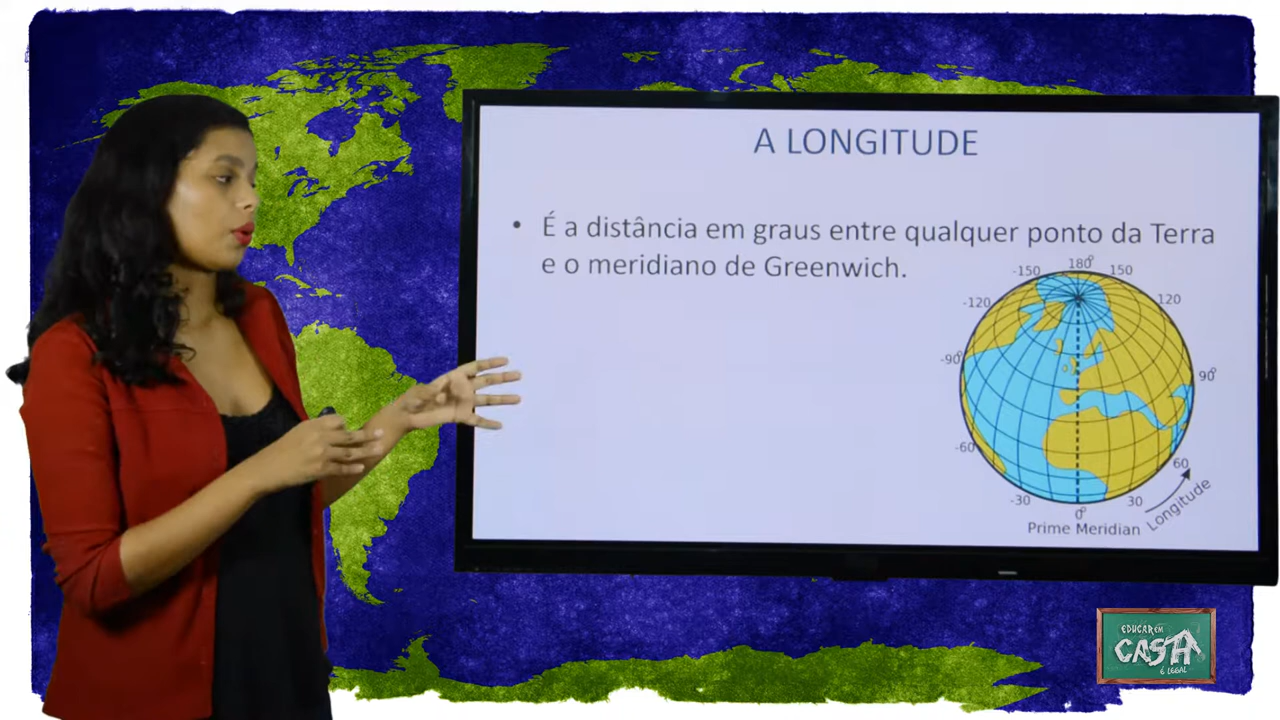 A LONGITUDE
• É a distância em graus entre qualquer ponto da Terra
e o meridiano de Greenwich.
-150 180° 150
-120 120
-90° 90°
-60 60
-30 0° 30
Prime Meridian Longitude
EDUCAR EM
CASA
É LEGAL